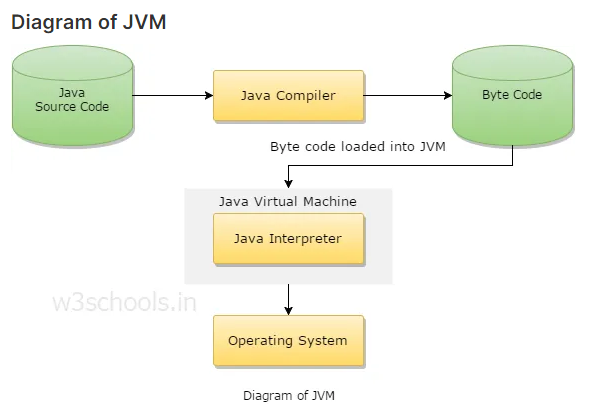 Diagram of JVM
Java
Source Code
Java Compiler
Byte Code
Byte code loaded into JVM
Java Virtual Machine
Java Interpreter
w3schools.in
Operating System
Diagram of JVM